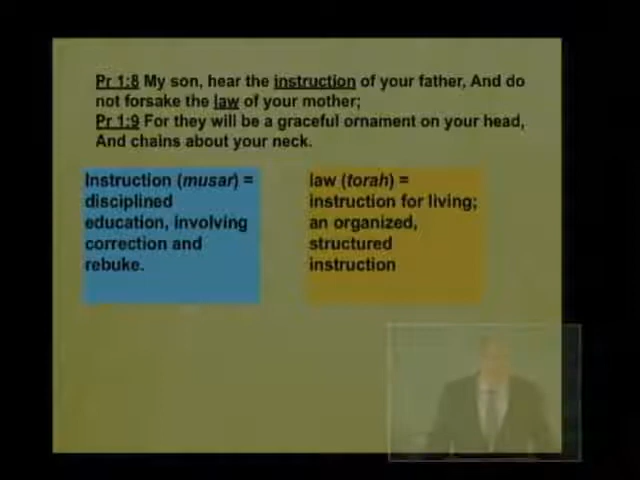 Pr 1:8 My son, hear the instruction of your father, And do
not forsake the law of your mother;
Pr 1:9 For they will be a graceful ornament on your head,
And chains about your neck.
Instruction (musar) =
disciplined
education, involving
correction and
rebuke.
law (torah) =
instruction for living;
an organized,
structured
instruction